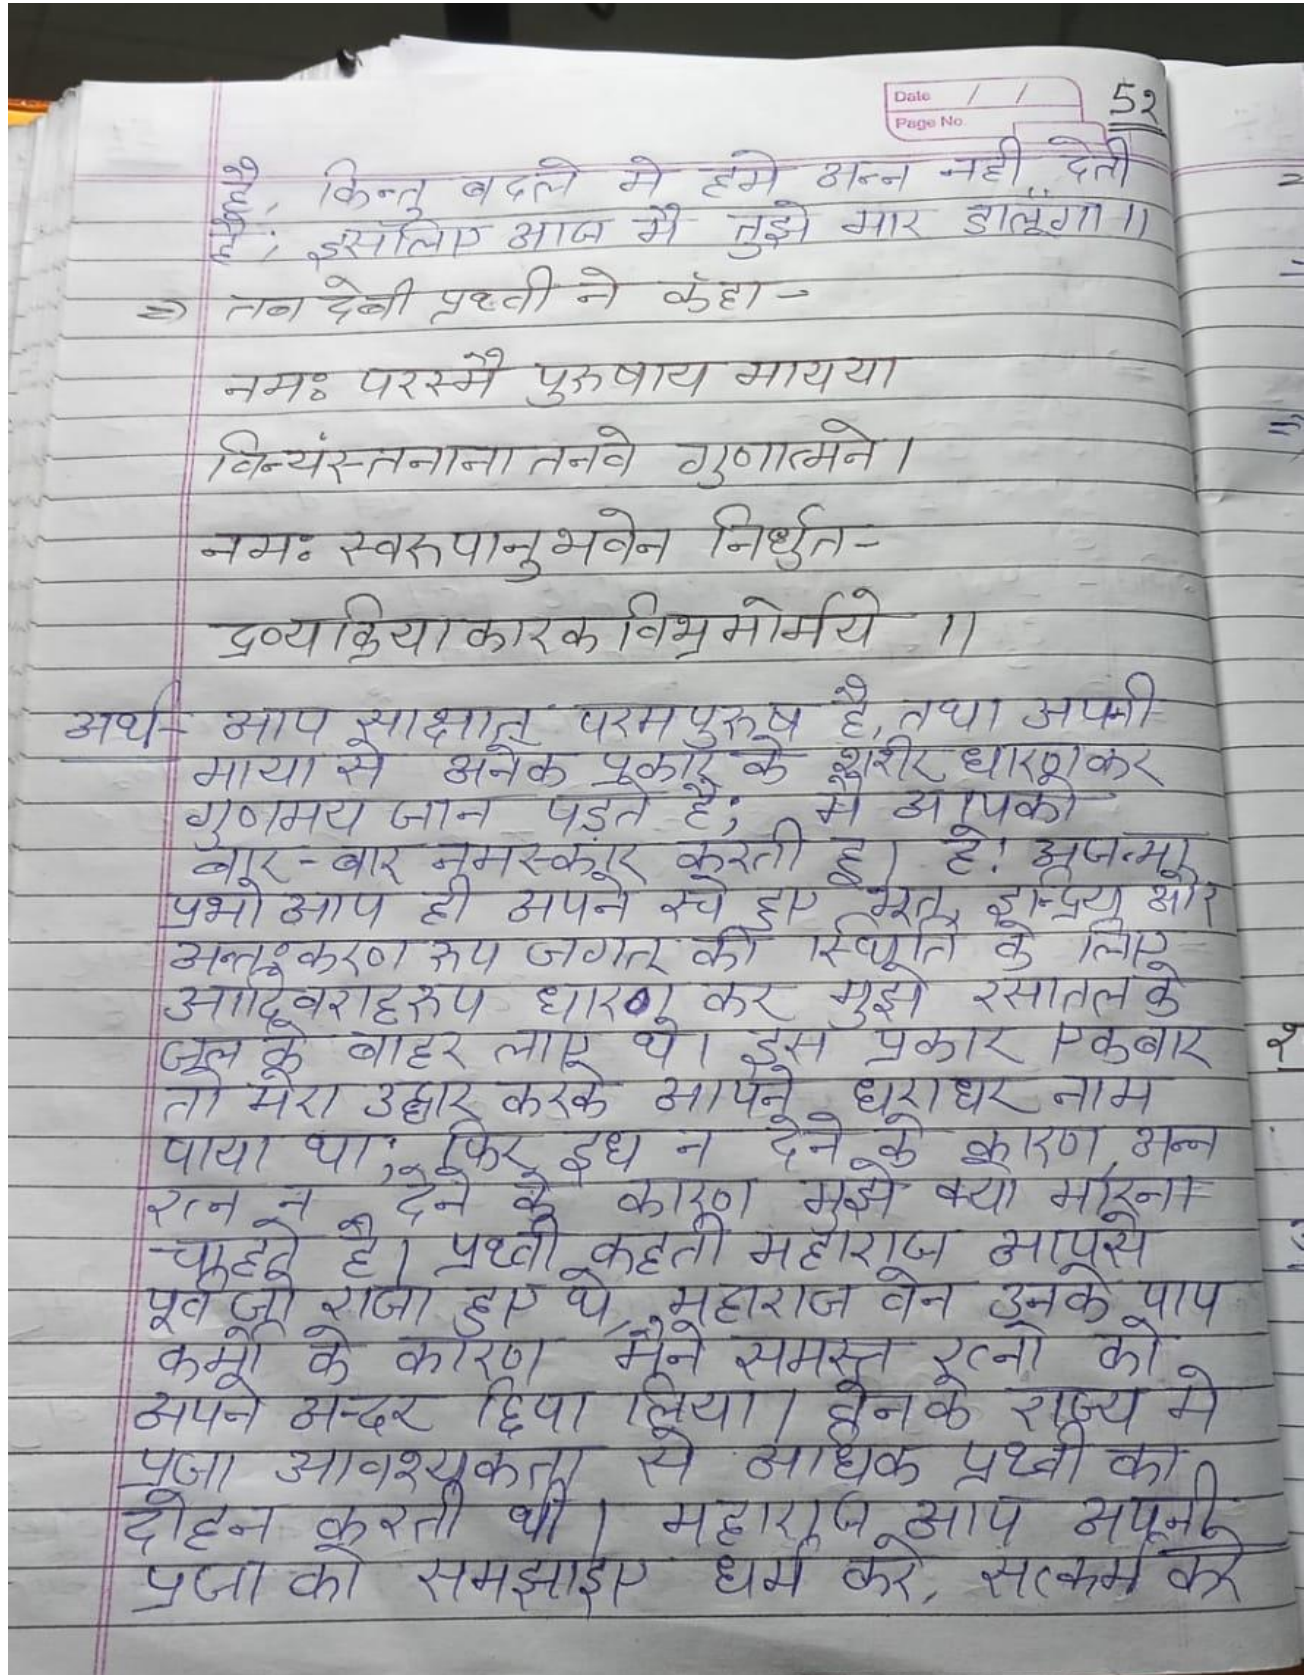 Date / /
Page No.
52
है, किन्तु बदले मे हमे अन्न नही देती
है; इसलिए आज मै तुझे मार डालूंगा।।
=> तब देबी प्रथ्वी ने कहा -
नमः परस्मै पुरुषाय मायया
विन्यंस्तनाना तनवे गुणात्मने।
नमः स्वरुपानुभवेन निर्धुत-
द्रव्यक्रियाकारकविभ्रमोर्मये ।।
अर्थ- आप साक्षात् परमपुरुष है, तथा अपनी
माया से अनेक प्रकार के शरीर धारणकर
गुणमय जान पड़ते है; मै आपको
बार-बार नमस्कार करती हू। हे! अजन्मा
प्रभो आप ही अपने रचे हुए भूत, इन्द्रिय और
अन्तःकरण रुप जगत की स्थिति के लिए
आदिवराहरुप धारण कर मुझे रसातल के
जल के बाहर लाए थे। इस प्रकार एकबार
तो मेरा उद्धार करके आपने धराधर नाम
पाया था; फिर दूध न देने के कारण, अन्न
रत्न न देने के कारण मुझे क्या मारना
चाहते है। प्रथ्वी कहती महाराज आपसे
पूर्व जो राजा हुए थे, महाराज वेन उनके पाप
कर्मो के कारण मैने समस्त रत्नो को
अपने अन्दर छिपा लिया। वेनके राज्य मे
प्रजा आवश्यकता से अधिक प्रथ्वी का
दोहन करती थी। महाराज आप अपनी
प्रजा को समझाइए धर्म करे, सत्कर्म करे